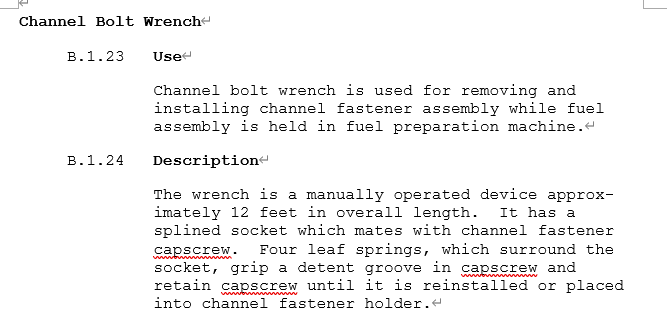 Channel Bolt Wrench
B.1.23 Use
Channel bolt wrench is used for removing and
installing channel fastener assembly while fuel
assembly is held in fuel preparation machine.
B.1.24 Description
The wrench is a manually operated device approx-
imately 12 feet in overall length.  It has a
splined socket which mates with channel fastener
capscrew.  Four leaf springs, which surround the
socket, grip a detent groove in capscrew and
retain capscrew until it is reinstalled or placed
into channel fastener holder.